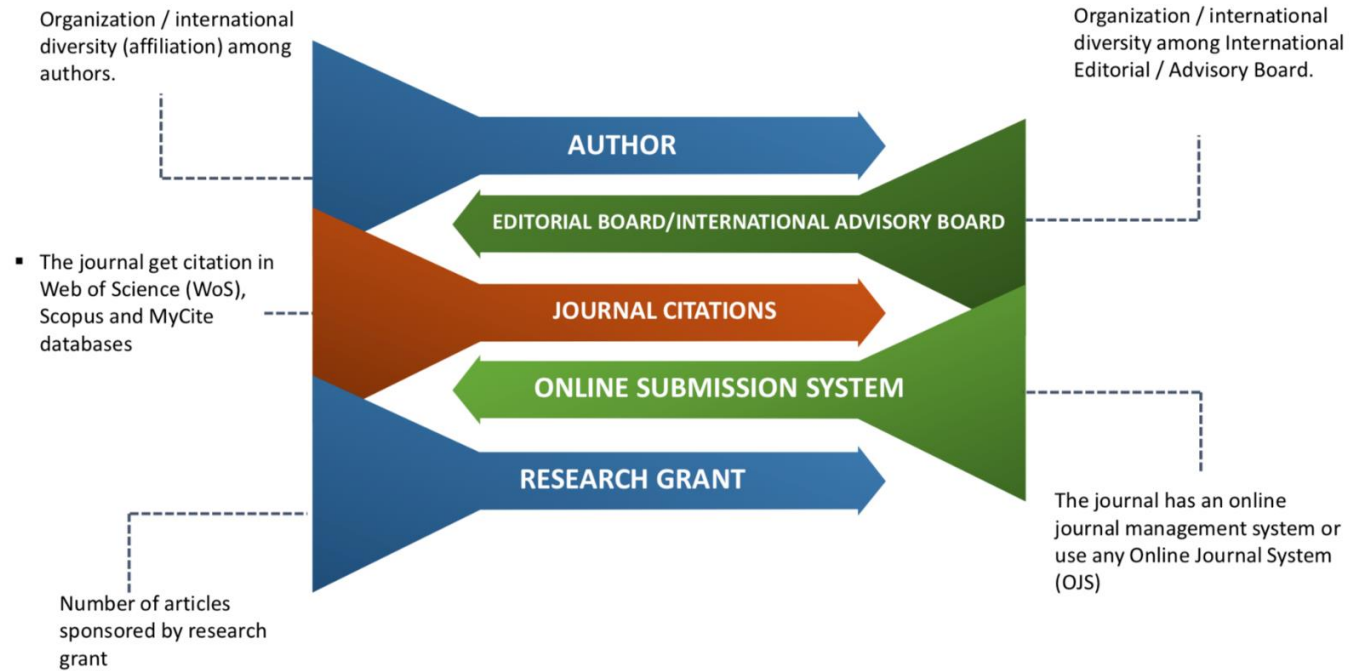 Organization / international
diversity (affiliation) among
authors.
Organization / international
diversity among International
Editorial / Advisory Board.
AUTHOR
EDITORIAL BOARD/INTERNATIONAL ADVISORY BOARD
▪ The journal get citation in
Web of Science (WoS),
Scopus and MyCite
databases
JOURNAL CITATIONS
ONLINE SUBMISSION SYSTEM
RESEARCH GRANT
The journal has an online
journal management system or
use any Online Journal System
(OJS)
Number of articles
sponsored by research
grant